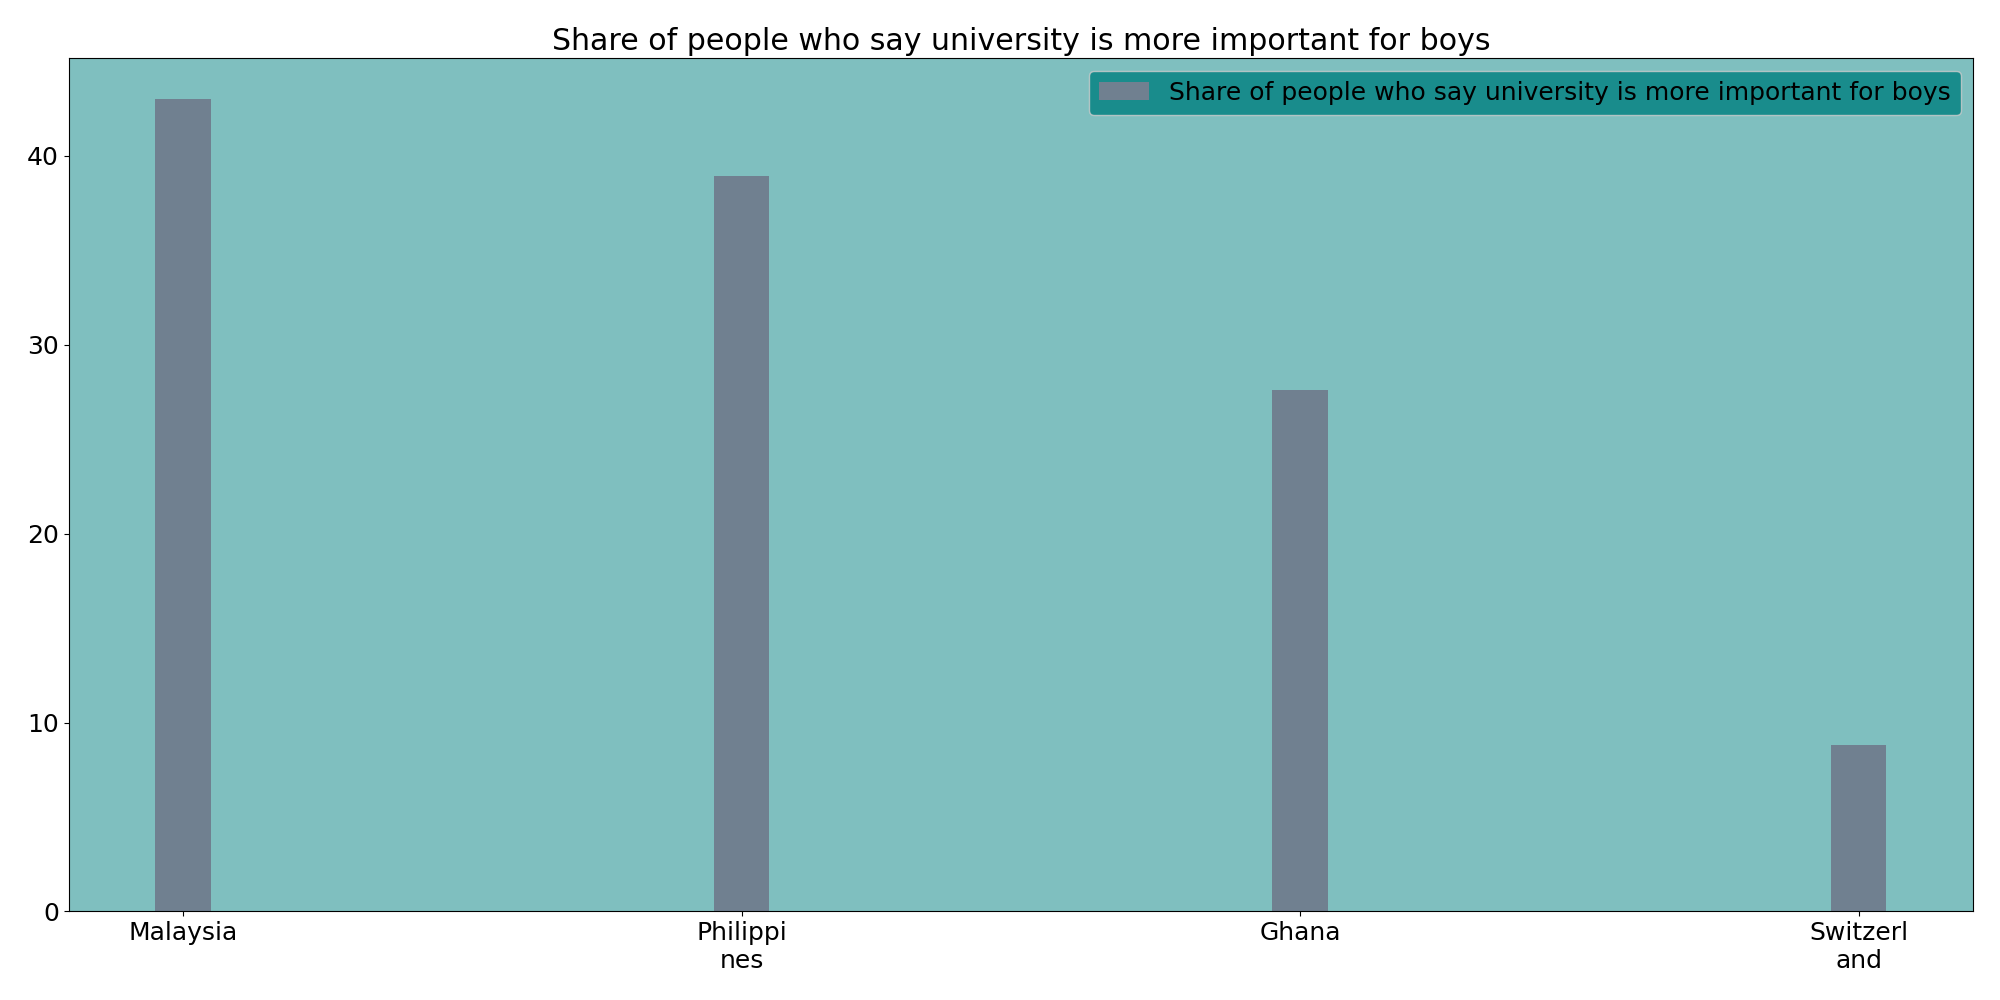 Share of people who say university is more important for boys
Share of people who say university is more important for boys
40
30
20
10
0
Malaysia
Philippi
nes
Ghana
Switzerl
and